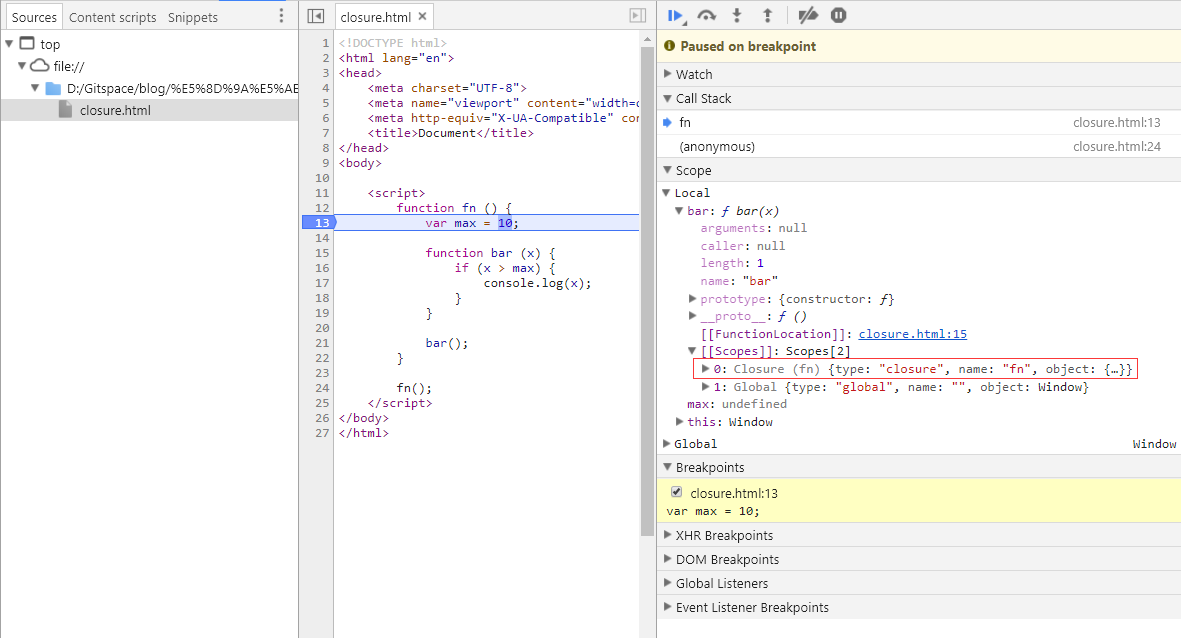 Sources Content scripts Snippets
top
file://
D:/Gitspace/blog/%E5%8D%9A%E5%AE
closure.html
closure.html ×
1 <!DOCTYPE html>
2 <html lang="en">
3 <head>
4 <meta charset="UTF-8">
5 <meta name="viewport" content="width=d
6 <meta http-equiv="X-UA-Compatible" con
7 <title>Document</title>
8 </head>
9 <body>
10
11 <script>
12 function fn () {
13 var max = 10;
14
15 function bar (x) {
16 if (x > max) {
17 console.log(x);
18 }
19 }
20
21 bar();
22 }
23
24 fn();
25 </script>
26 </body>
27 </html>
Paused on breakpoint
Watch
Call Stack
fn closure.html:13
(anonymous) closure.html:24
Scope
Local
bar: ƒ bar(x)
arguments: null
caller: null
length: 1
name: "bar"
prototype: {constructor: ƒ}
__proto__: ƒ ()
[[FunctionLocation]]: closure.html:15
[[Scopes]]: Scopes[2]
0: Closure (fn) {type: "closure", name: "fn", object: {…}}
1: Global {type: "global", name: "", object: Window}
max: undefined
this: Window
Global Window
Breakpoints
closure.html:13
var max = 10;
XHR Breakpoints
DOM Breakpoints
Global Listeners
Event Listener Breakpoints